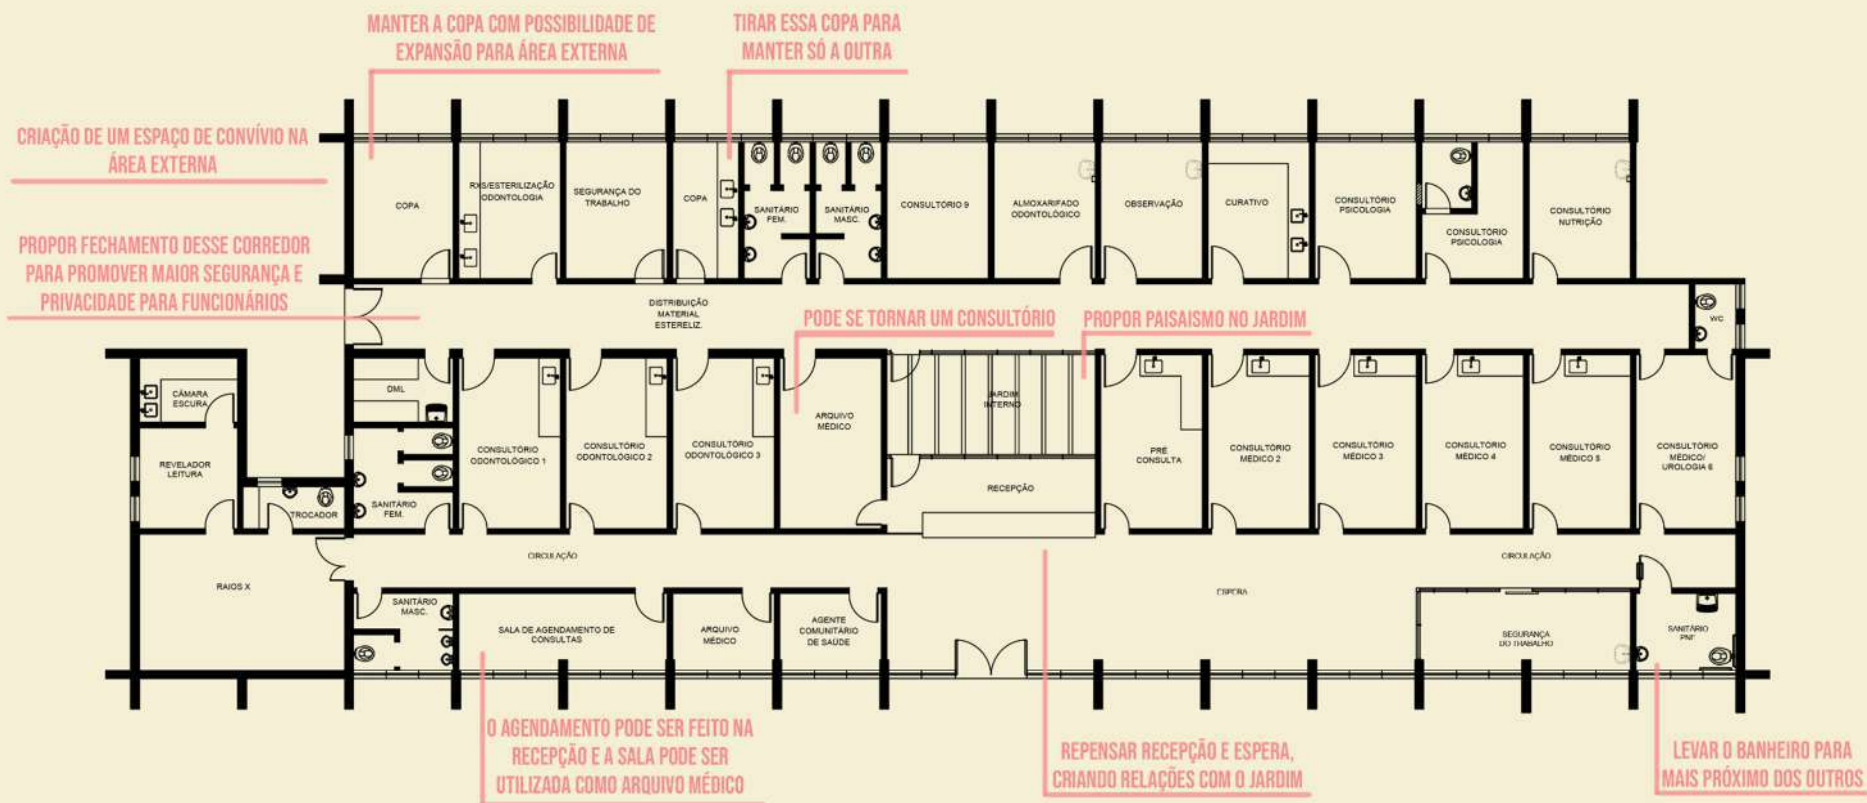 MANTER A COPA COM POSSIBILIDADE DE
EXPANSÃO PARA ÁREA EXTERNA
TIRAR ESSA COPA PARA
MANTER SÓ A OUTRA
CRIAÇÃO DE UM ESPAÇO DE CONVÍVIO NA
ÁREA EXTERNA
PROPOR FECHAMENTO DESSE CORREDOR
PARA PROMOVER MAIOR SEGURANÇA E
PRIVACIDADE PARA FUNCIONÁRIOS
COPA
RXS/ESTERILIZAÇÃO
ODONTOLOGIA
SEGURANÇA DO
TRABALHO
COPA
SANITÁRIO
FEM.
SANITÁRIO
MASC.
CONSULTÓRIO 9
ALMOXARIFADO
ODONTOLÓGICO
OBSERVAÇÃO
CURATIVO
CONSULTÓRIO
PSICOLOGIA
CONSULTÓRIO
PSICOLOGIA
CONSULTÓRIO
NUTRIÇÃO
DISTRIBUIÇÃO
MATERIAL
ESTERELIZ.
PODE SE TORNAR UM CONSULTÓRIO
PROPOR PAISAISMO NO JARDIM
WC
CÂMARA
ESCURA
REVELADOR
LEITURA
TROCADOR
DML
SANITÁRIO
FEM.
CONSULTÓRIO
ODONTOLÓGICO 1
CONSULTÓRIO
ODONTOLÓGICO 2
CONSULTÓRIO
ODONTOLÓGICO 3
ARQUIVO
MÉDICO
JARDIM
INTERNO
RECEPÇÃO
PRÉ
CONSULTA
CONSULTÓRIO
MÉDICO 2
CONSULTÓRIO
MÉDICO 3
CONSULTÓRIO
MÉDICO 4
CONSULTÓRIO
MÉDICO 5
CONSULTÓRIO
MÉDICO/
UROLOGIA 6
RAIOS X
CIRCULAÇÃO
CIRCULAÇÃO
SANITÁRIO
MASC.
SALA DE AGENDAMENTO DE
CONSULTAS
ARQUIVO
MÉDICO
AGENTE
COMUNITÁRIO
DE SAÚDE
ESPERA
SEGURANÇA
DO TRABALHO
SANITÁRIO
PNE
O AGENDAMENTO PODE SER FEITO NA
RECEPÇÃO E A SALA PODE SER
UTILIZADA COMO ARQUIVO MÉDICO
REPENSAR RECEPÇÃO E ESPERA,
CRIANDO RELAÇÕES COM O JARDIM
LEVAR O BANHEIRO PARA
MAIS PRÓXIMO DOS OUTROS